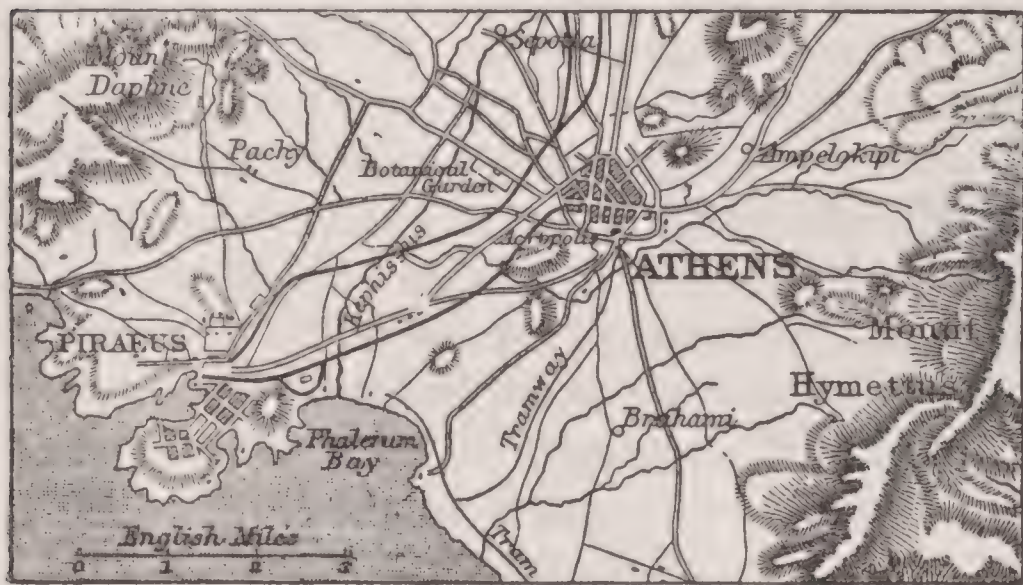 Sepolia
Mount
Daphne
Ampelokipi
Pachy
Botanical
Garden
Acropolis
Kephissus
ATHENS
PIRAEUS
Mount
Hymettus
Tramway
Brahami
Phalerum
Bay
English Miles
Tram
0 1 2 3